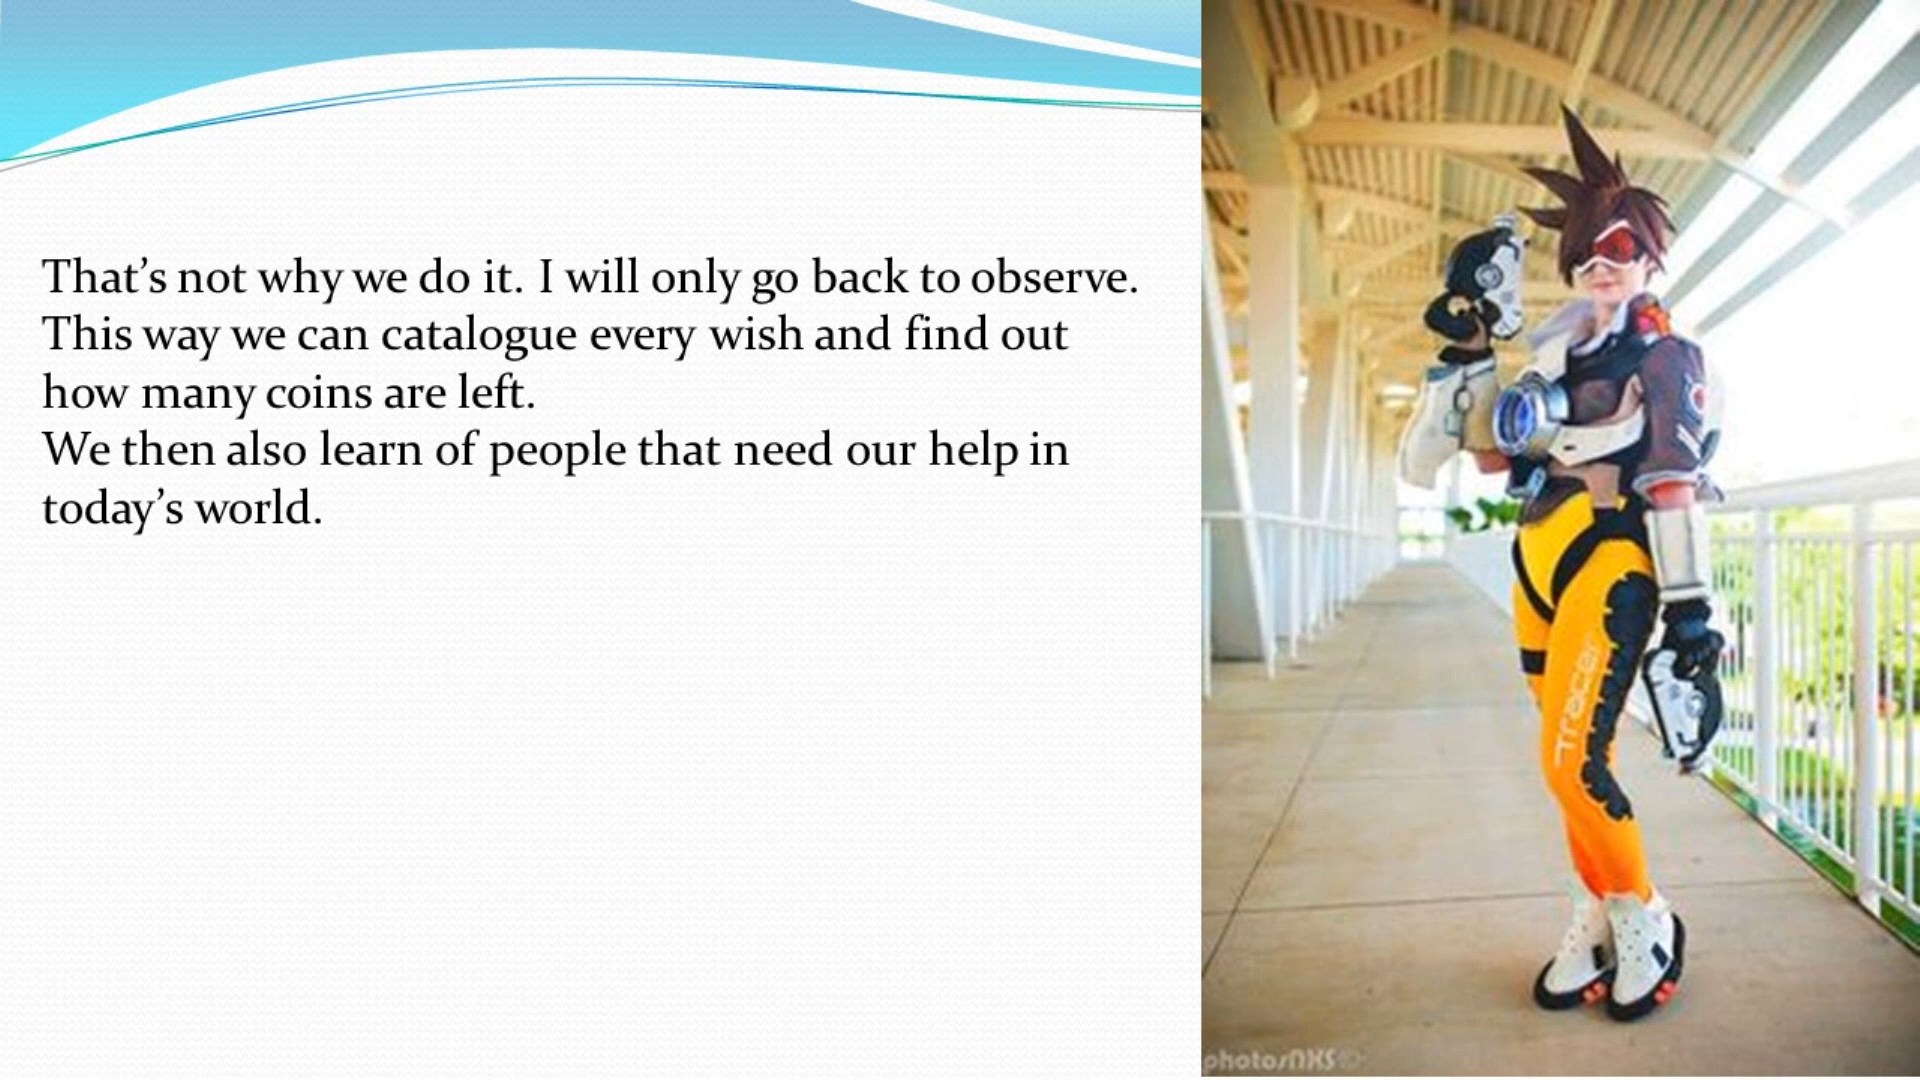 That’s not why we do it. I will only go back to observe.
This way we can catalogue every wish and find out
how many coins are left.
We then also learn of people that need our help in
today’s world.
Tracer
photosNXS©